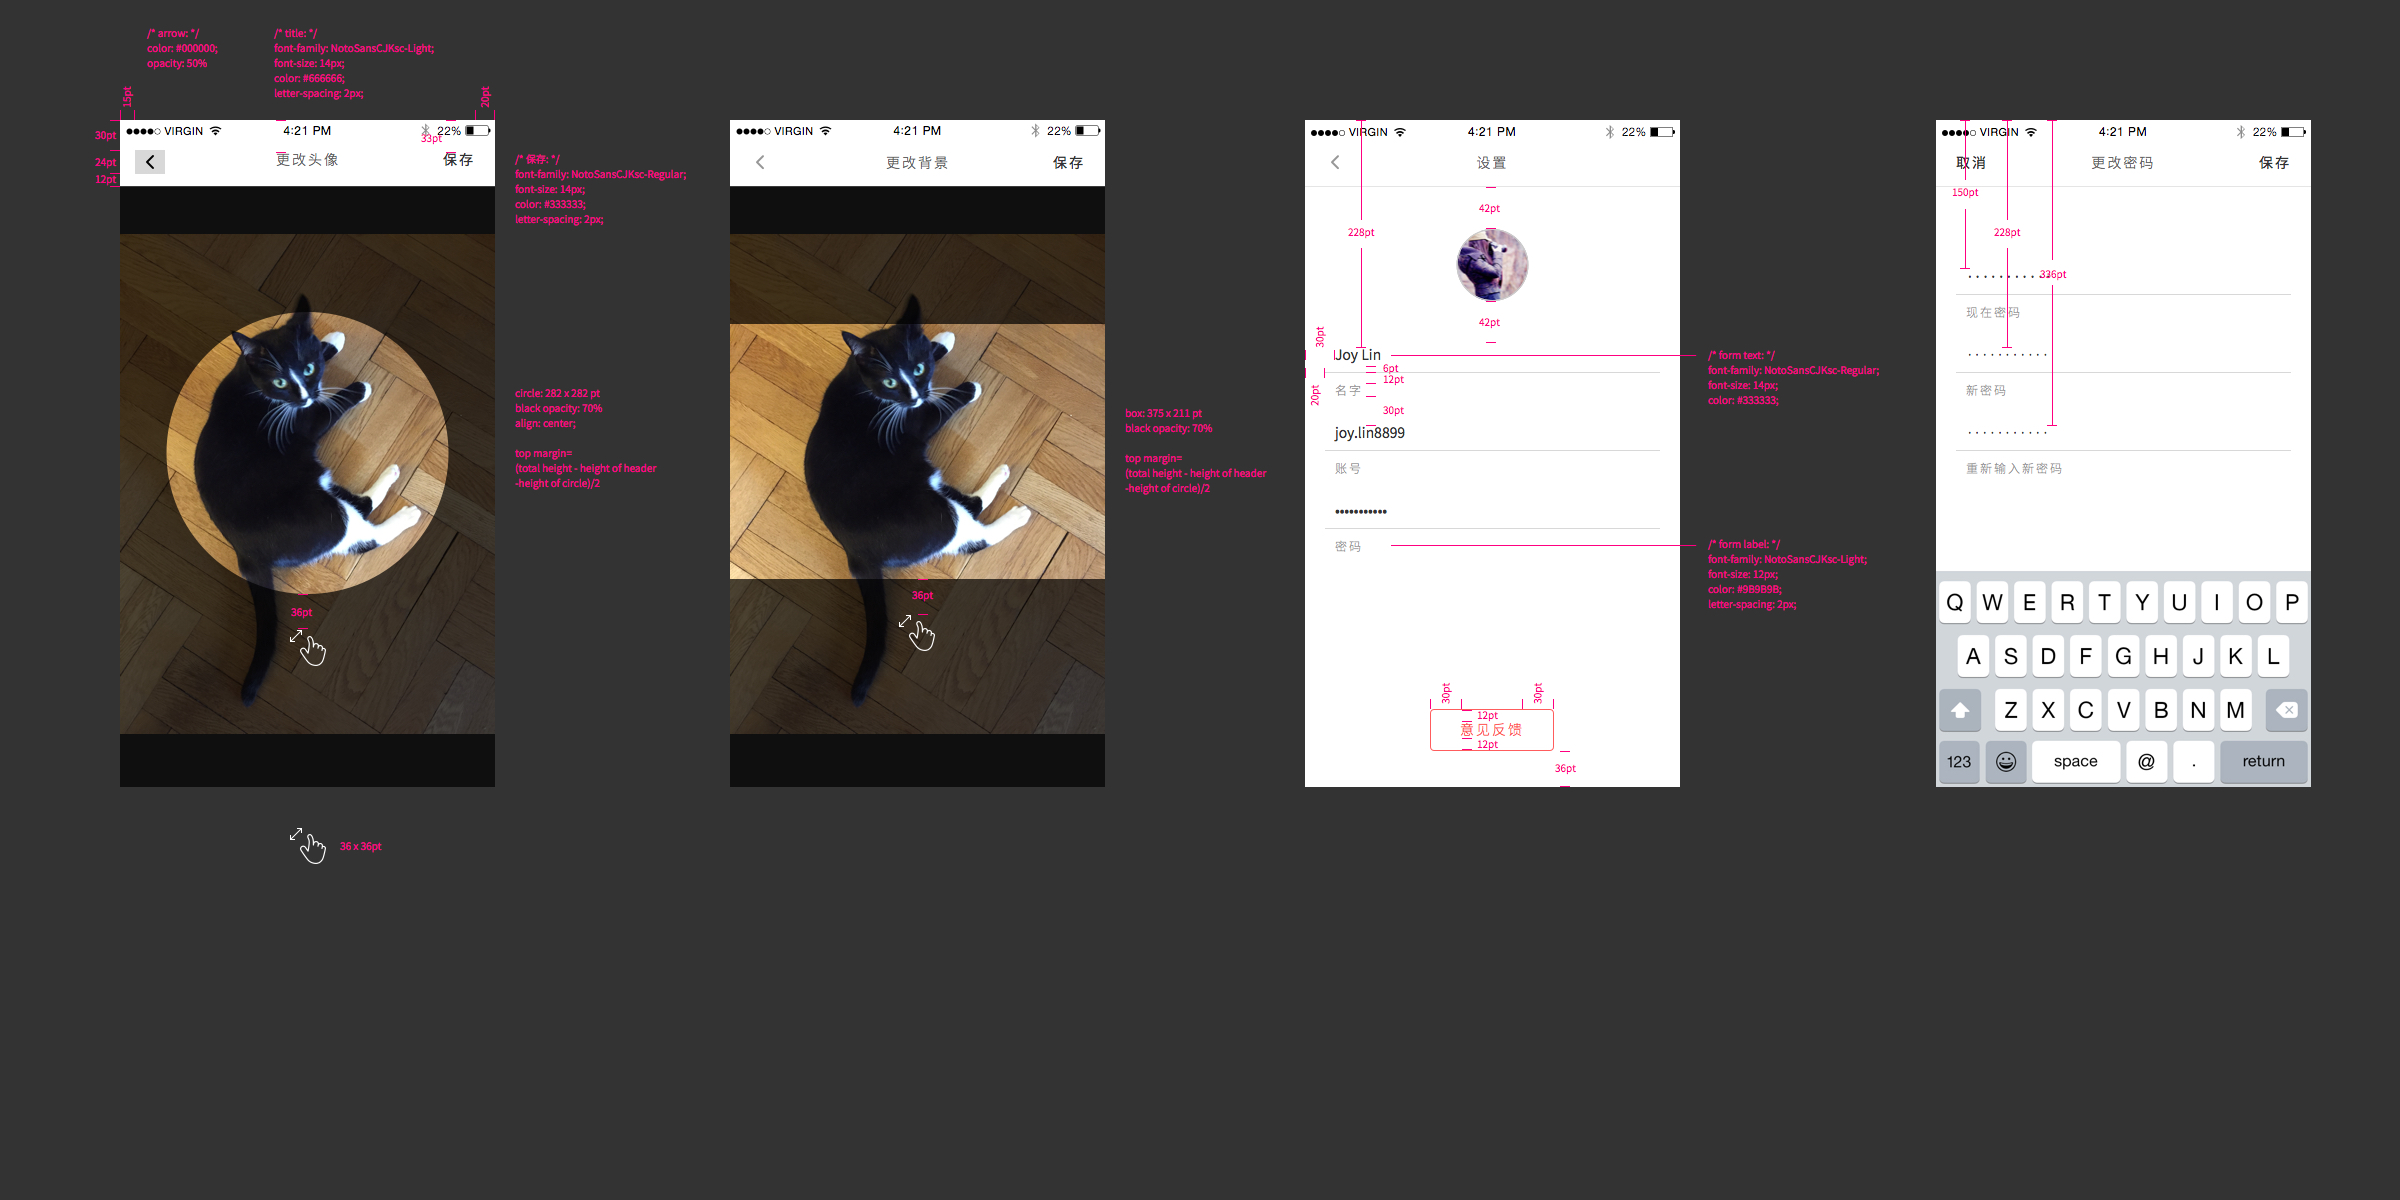 /* arrow: */
color: #000000;
opacity: 50%
/* title: */
font-family: NotoSansCJKsc-Light;
font-size: 14px;
color: #666666;
letter-spacing: 2px;
15pt
20pt
30pt
24pt
12pt
VIRGIN
4:21 PM
22%
33pt
更改头像
保存
/* 保存: */
font-family: NotoSansCJKsc-Regular;
font-size: 14px;
color: #333333;
letter-spacing: 2px;
circle: 282 x 282 pt
black opacity: 70%
align: center;
top margin=
(total height - height of header
-height of circle)/2
36pt
36 x 36pt
VIRGIN
4:21 PM
22%
更改背景
保存
box: 375 x 211 pt
black opacity: 70%
top margin=
(total height - height of header
-height of circle)/2
36pt
VIRGIN
4:21 PM
22%
设置
42pt
228pt
42pt
30pt
Joy Lin
6pt
12pt
20pt
名字
30pt
joy.lin8899
账号
•••••••••••
密码
/* form text: */
font-family: NotoSansCJKsc-Regular;
font-size: 14px;
color: #333333;
/* form label: */
font-family: NotoSansCJKsc-Light;
font-size: 12px;
color: #9B9B9B;
letter-spacing: 2px;
30pt
30pt
12pt
意见反馈
12pt
36pt
VIRGIN
4:21 PM
22%
取消
更改密码
保存
150pt
228pt
336pt
现在密码
新密码
重新输入新密码
Q W E R T Y U I O P
A S D F G H J K L
Z X C V B N M
123
space
@
.
return